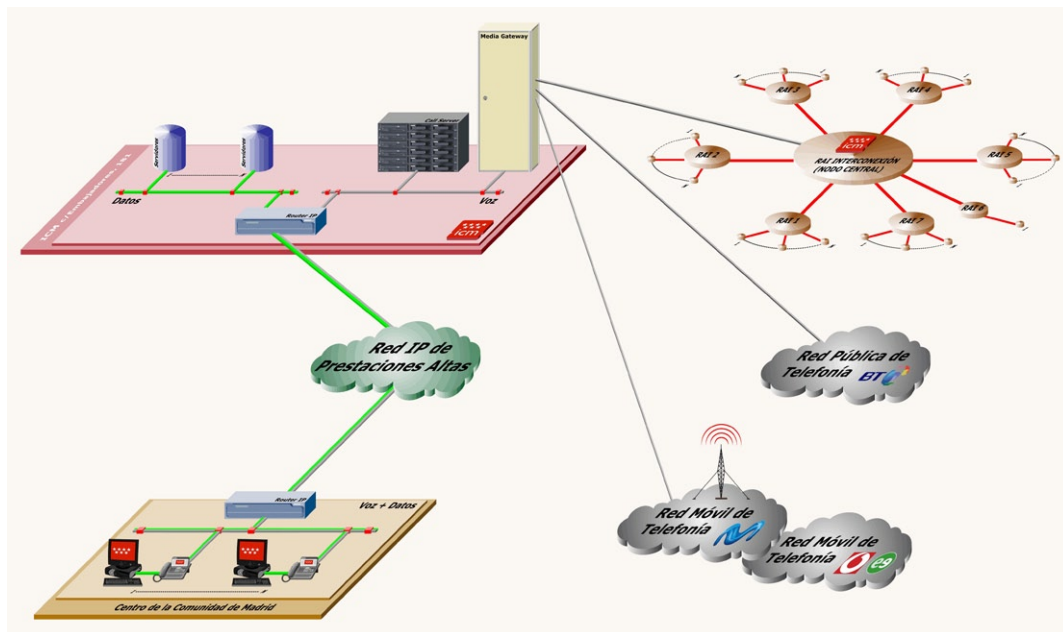 Media Gateway
Call Server
Servidores
Servidores
Datos
Voz
Router IP
ICM c/Embajadores, 181
icm
RAI 3
RAI 4
RAI 2
icm
RAI INTERCONEXIÓN
(NODO CENTRAL)
RAI 5
RAI 6
RAI 1
RAI 7
Red IP de
Prestaciones Altas
Red Pública de
Telefonía BT
Red Móvil de
Telefonía
Red Móvil de
Telefonía
Router IP
Voz + Datos
Centro de la Comunidad de Madrid